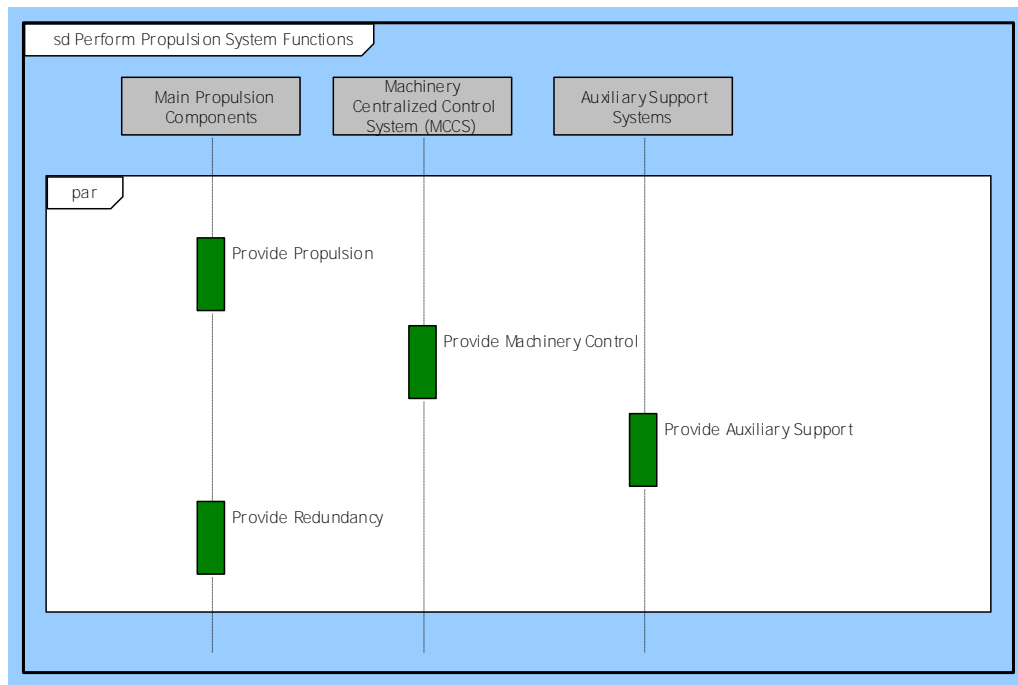 sd Perform Propulsion System Functions
Main Propulsion
Components
Machinery
Centralized Control
System (MCCS)
Auxiliary Support
Systems
par
Provide Propulsion
Provide Machinery Control
Provide Auxiliary Support
Provide Redundancy